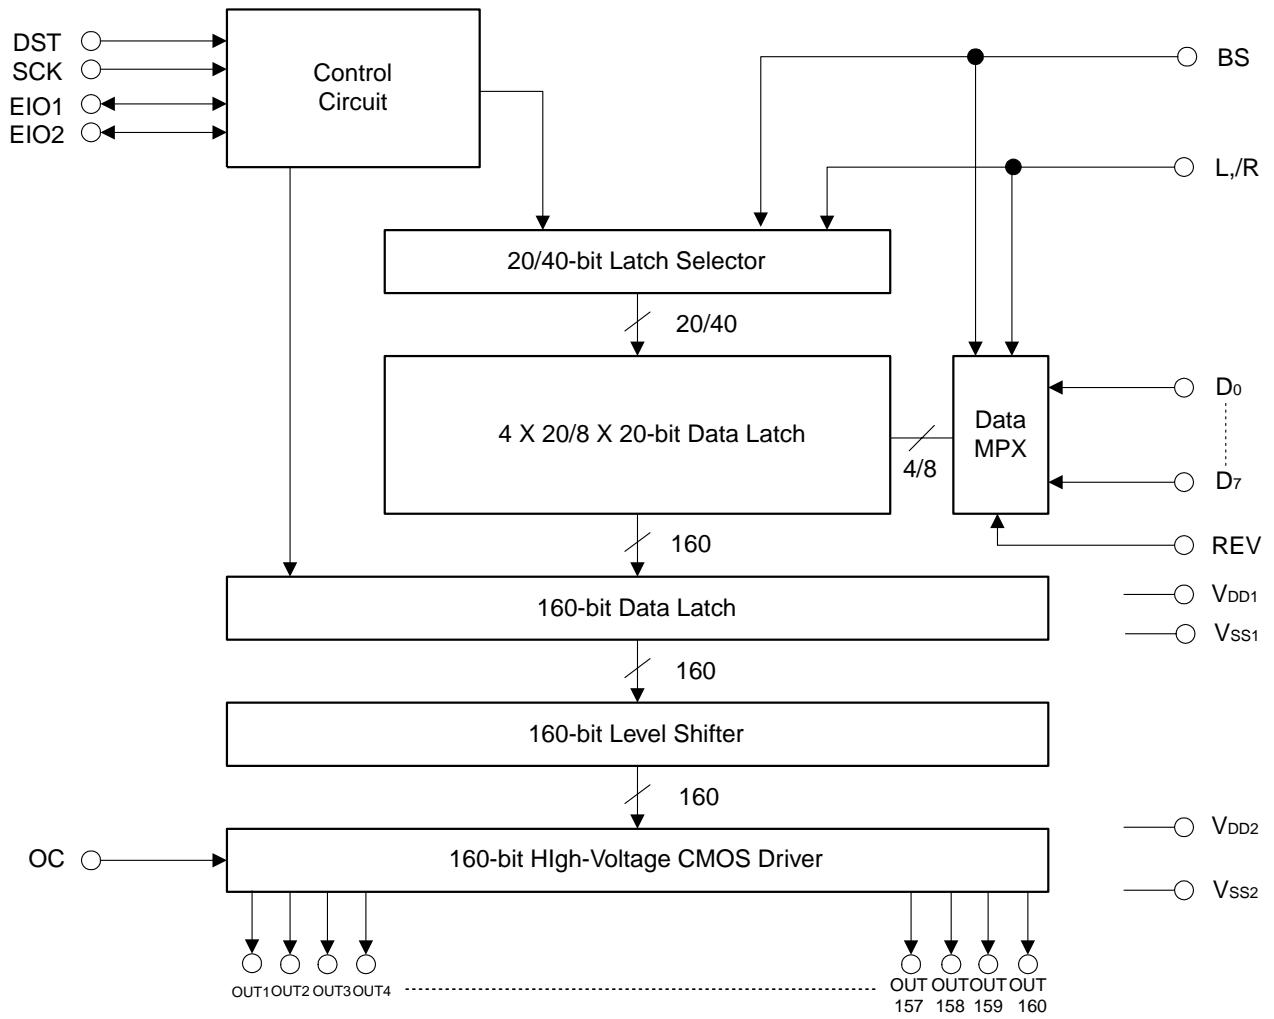 DST
SCK
EIO1
EIO2
Control
Circuit
BS
L,/R
20/40-bit Latch Selector
20/40
4 X 20/8 X 20-bit Data Latch
4/8
Data
MPX
D0
D7
REV
160
160-bit Data Latch
VDD1
VSS1
160
160-bit Level Shifter
160
OC
160-bit HIgh-Voltage CMOS Driver
VDD2
VSS2
OUT1 OUT2 OUT3 OUT4
OUT OUT OUT OUT
157 158 159 160